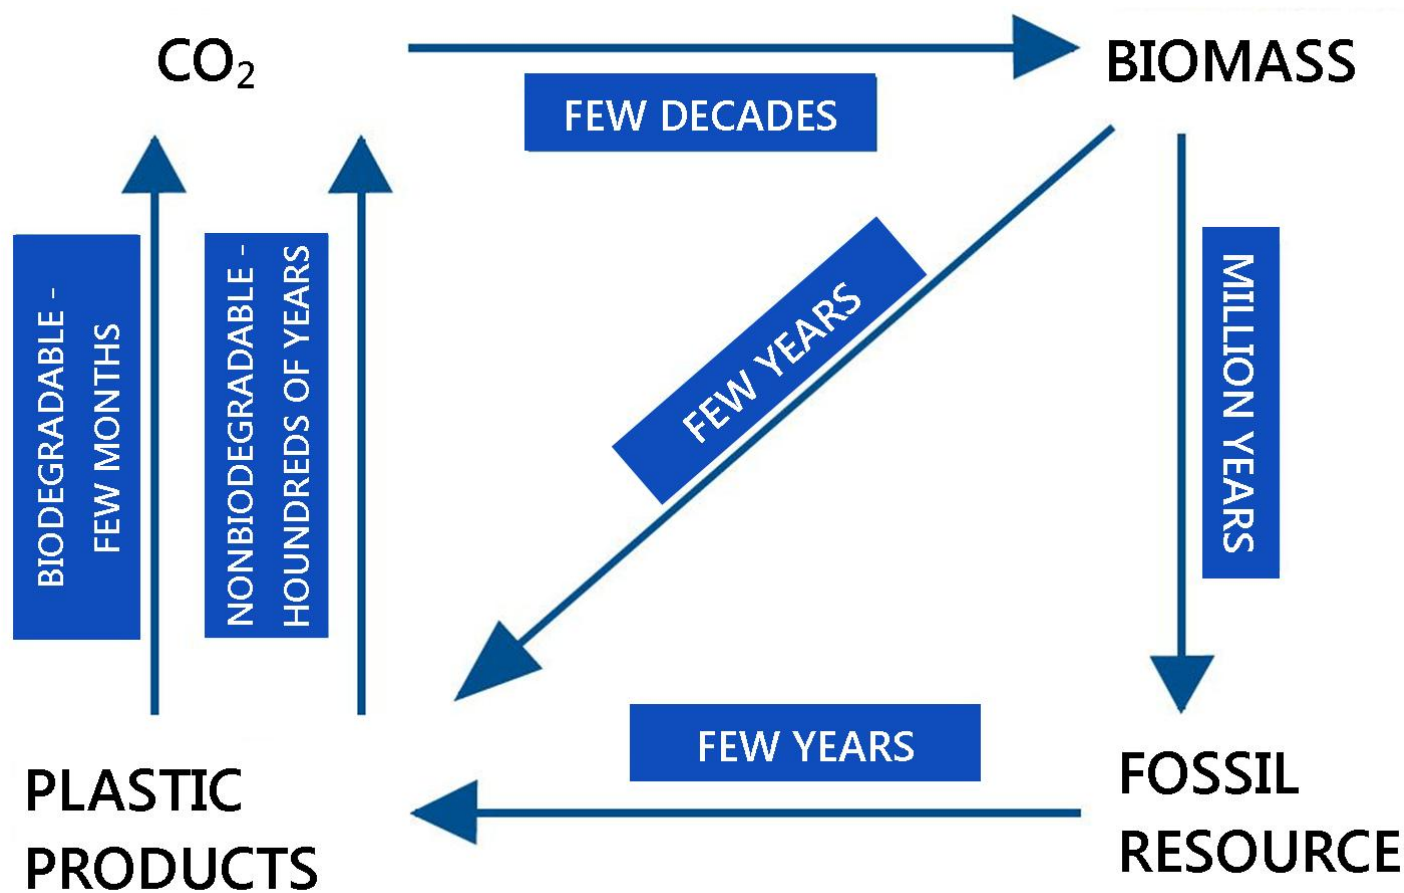 CO₂
BIOMASS
FEW DECADES
BIODEGRADABLE -
FEW MONTHS
NONBIODEGRADABLE -
HOUNDREDS OF YEARS
FEW YEARS
MILLION YEARS
FEW YEARS
PLASTIC
PRODUCTS
FOSSIL
RESOURCE